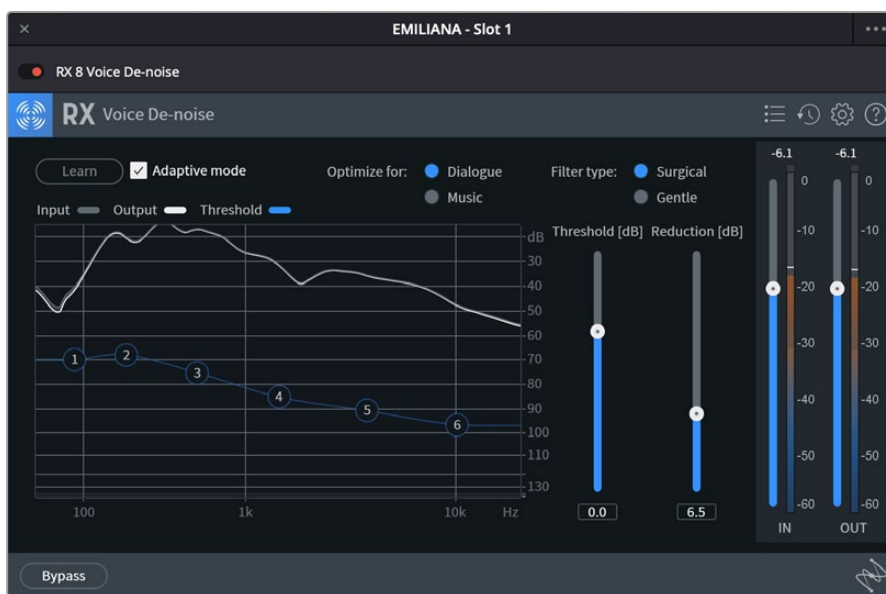 EMILIANA - Slot 1
RX 8 Voice De-noise
RX Voice De-noise
Learn
Adaptive mode
Optimize for:
Dialogue
Music
Filter type:
Surgical
Gentle
Input
Output
Threshold
dB
-30
-40
-50
-60
-70
-80
-90
-100
-110
-130
1
2
3
4
5
6
100
1k
10k
Hz
Threshold [dB]
Reduction [dB]
0.0
6.5
-6.1
-6.1
0
-10
-20
-30
-40
-50
-60
0
-10
-20
-30
-40
-50
-60
IN
OUT
Bypass